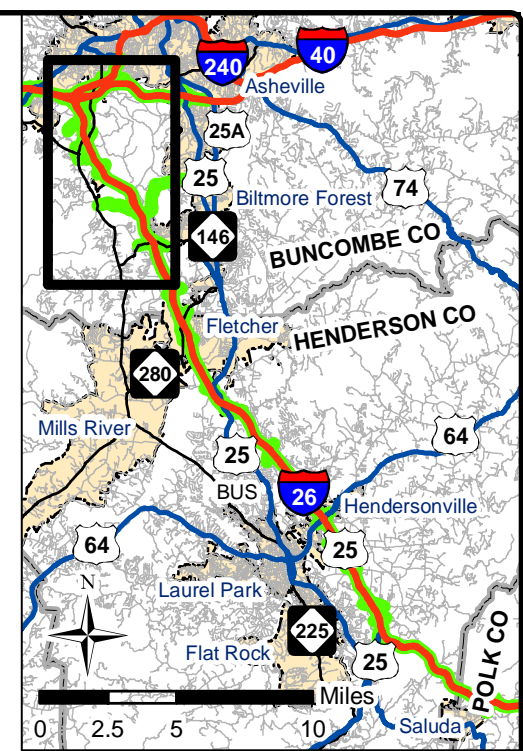 40
240
Asheville
25A
25
74
Biltmore Forest
146
BUNCOMBE CO
Fletcher
HENDERSON CO
280
Mills River
64
25
BUS
26
Hendersonville
64
25
N
Laurel Park
225
Flat Rock
25
POLK CO
Miles
0 2.5 5 10
Saluda